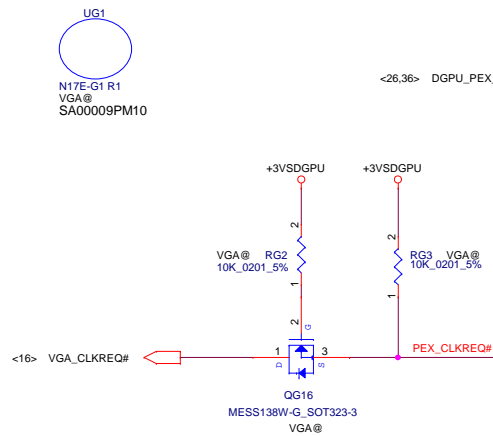 UG1
N17E-G1 R1
VGA@
SA00009PM10
<26,36> DGPU_PEX_
+3VSDGPU +3VSDGPU
2 2
VGA@ RG2 RG3 VGA@
10K_0201_5% 10K_0201_5%
1 1
2 G
<16> VGA_CLKREQ# 1 3 PEX_CLKREQ#
D S
QG16
MESS138W-G_SOT323-3
VGA@